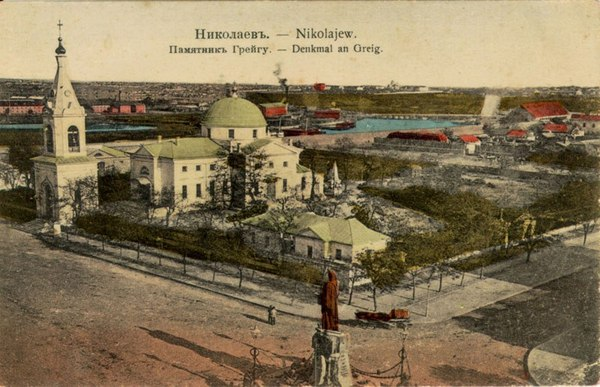 Николаевъ. — Nikolajew.
Памятникъ Грейгу. — Denkmal an Greig.